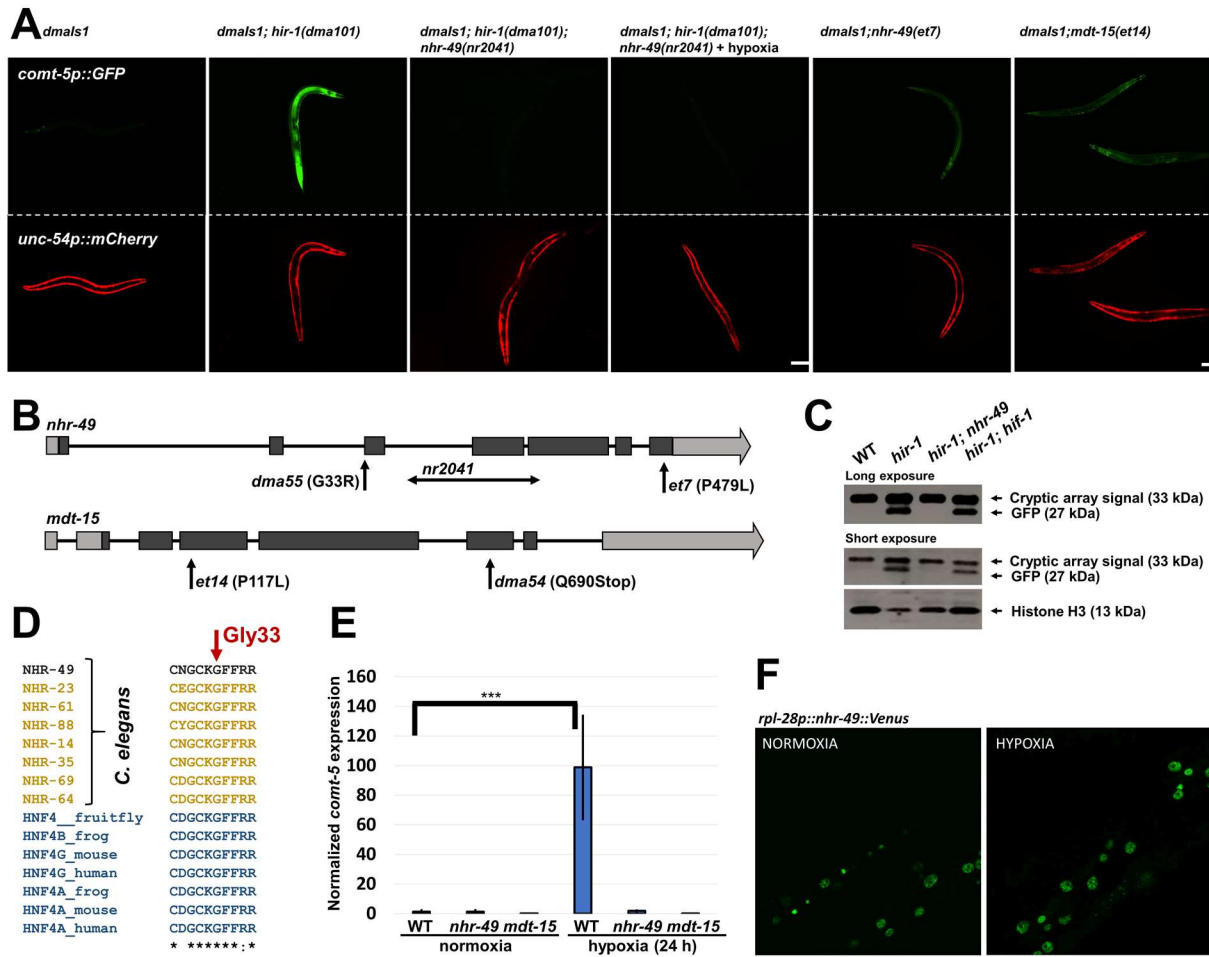 A
dmaIs1
dmaIs1; hir-1(dma101)
dmaIs1; hir-1(dma101);
nhr-49(nr2041)
dmaIs1; hir-1(dma101);
nhr-49(nr2041) + hypoxia
dmaIs1;nhr-49(et7)
dmaIs1;mdt-15(et14)
comt-5p::GFP
unc-54p::mCherry
B
nhr-49
dma55 (G33R)
nr2041
et7 (P479L)
mdt-15
et14 (P117L)
dma54 (Q690Stop)
C
WT
hir-1
hir-1; nhr-49
hir-1; hif-1
Long exposure
Cryptic array signal (33 kDa)
GFP (27 kDa)
Short exposure
Cryptic array signal (33 kDa)
GFP (27 kDa)
Histone H3 (13 kDa)
D
Gly33
NHR-49 CNGCKGFFRR
NHR-23 CEGCKGFFRR
NHR-61 CNGCKGFFRR
NHR-88 CYGCKGFFRR
NHR-14 CNGCKGFFRR
NHR-35 CNGCKGFFRR
NHR-69 CDGCKGFFRR
NHR-64 CDGCKGFFRR
C. elegans
HNF4__fruitfly CDGCKGFFRR
HNF4B_frog CDGCKGFFRR
HNF4G_mouse CDGCKGFFRR
HNF4G_human CDGCKGFFRR
HNF4A_frog CDGCKGFFRR
HNF4A_mouse CDGCKGFFRR
HNF4A_human CDGCKGFFRR
* ******:*
E
Normalized comt-5 expression
160
140
120
100
80
60
40
20
0
***
WT nhr-49 mdt-15 WT nhr-49 mdt-15
normoxia hypoxia (24 h)
F
rpl-28p::nhr-49::Venus
NORMOXIA
HYPOXIA